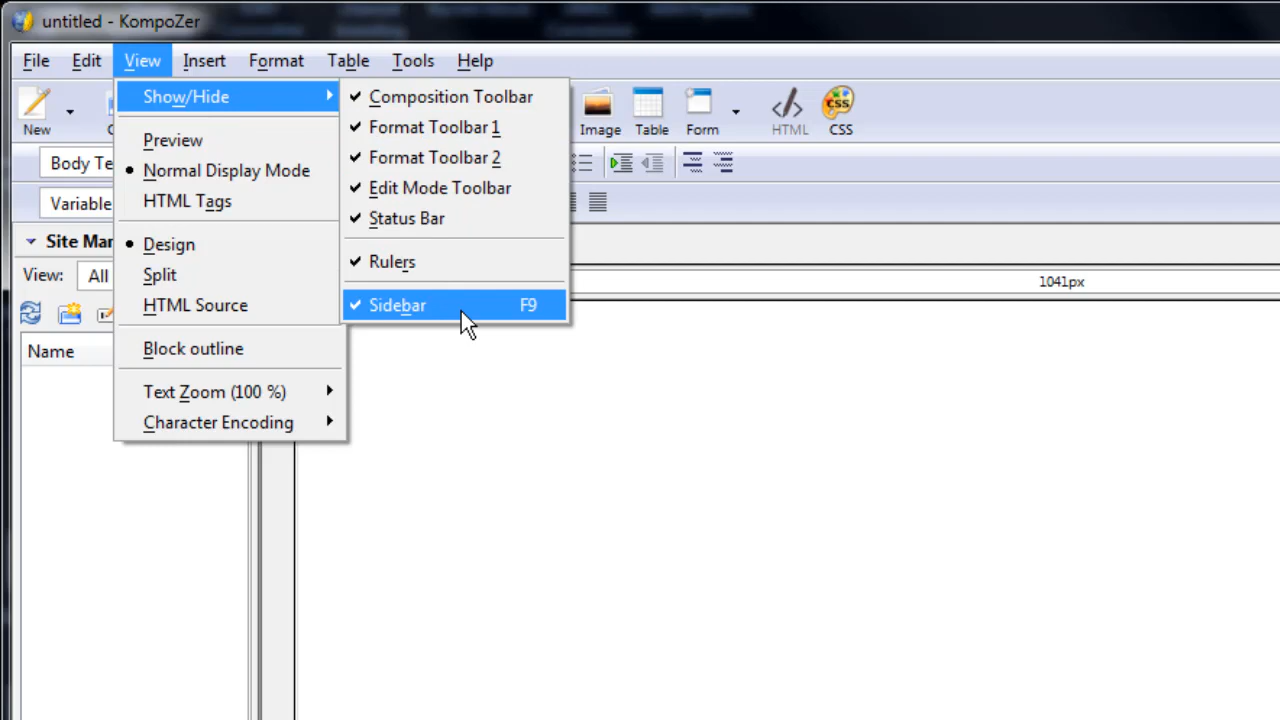 untitled - KompoZer
File Edit View Insert Format Table Tools Help
New
Image Table Form HTML CSS
Show/Hide
Preview
Normal Display Mode
HTML Tags
Design
Split
HTML Source
Block outline
Text Zoom (100 %)
Character Encoding
Composition Toolbar
Format Toolbar 1
Format Toolbar 2
Edit Mode Toolbar
Status Bar
Rulers
Sidebar F9
Body Te
Variable
Site Mar
View: All
1041px
Name